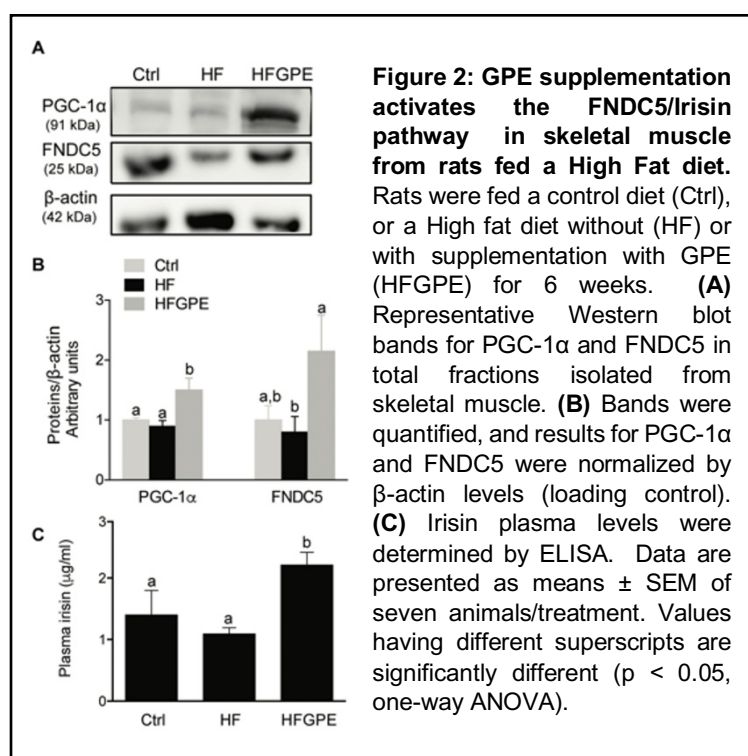 A
Ctrl HF HFGPE
PGC-1α
(91 kDa)
FNDC5
(25 kDa)
β-actin
(42 kDa)
B
Ctrl
HF
HFGPE
Proteins/β-actin
Arbitrary units
3
2
1
0
a a b
a,b b a
PGC-1α FNDC5
C
Plasma irisin (μg/ml)
3
2
1
0
a a b
Ctrl HF HFGPE
Figure 2: GPE supplementation
activates the FNDC5/Irisin
pathway in skeletal muscle
from rats fed a High Fat diet.
Rats were fed a control diet (Ctrl),
or a High fat diet without (HF) or
with supplementation with GPE
(HFGPE) for 6 weeks. (A)
Representative Western blot
bands for PGC-1α and FNDC5 in
total fractions isolated from
skeletal muscle. (B) Bands were
quantified, and results for PGC-1α
and FNDC5 were normalized by
β-actin levels (loading control).
(C) Irisin plasma levels were
determined by ELISA. Data are
presented as means ± SEM of
seven animals/treatment. Values
having different superscripts are
significantly different (p < 0.05,
one-way ANOVA).